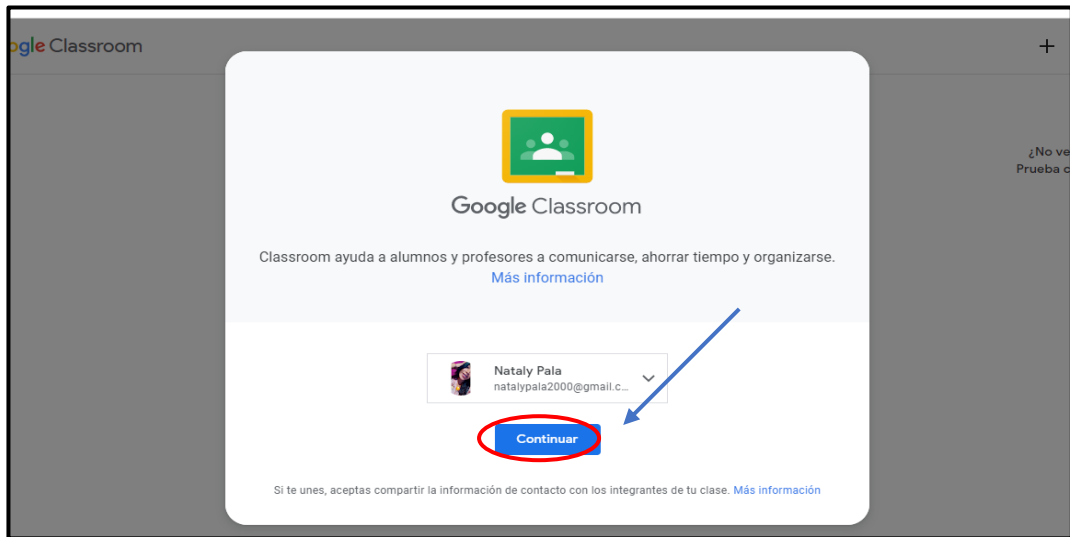 ogle Classroom
+
¿No ve
Prueba c
Google Classroom
Classroom ayuda a alumnos y profesores a comunicarse, ahorrar tiempo y organizarse.
Más información
Nataly Pala
natalypala2000@gmail.c...
Continuar
Si te unes, aceptas compartir la información de contacto con los integrantes de tu clase. Más información